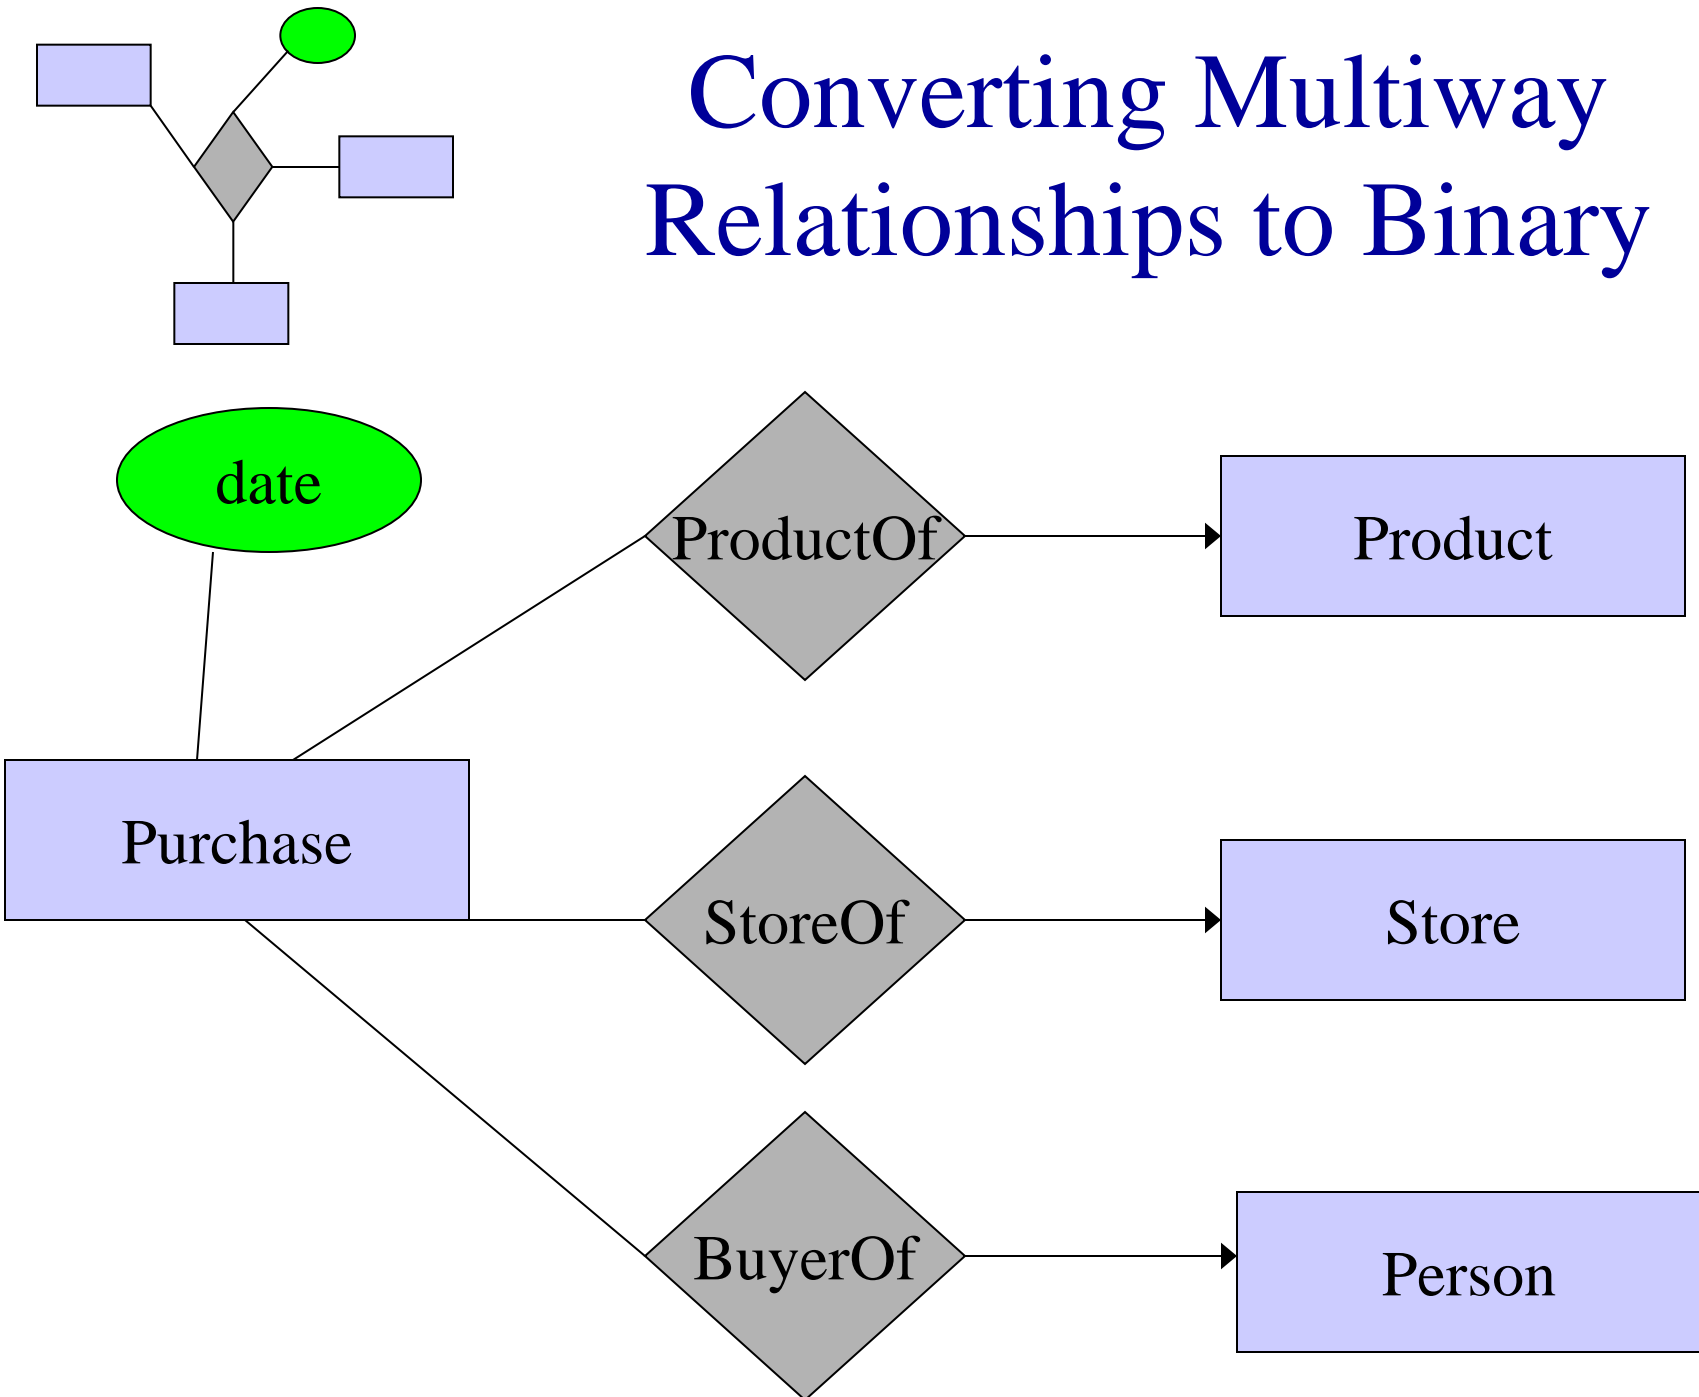 Converting Multiway
Relationships to Binary
date
ProductOf
Product
Purchase
StoreOf
Store
BuyerOf
Person